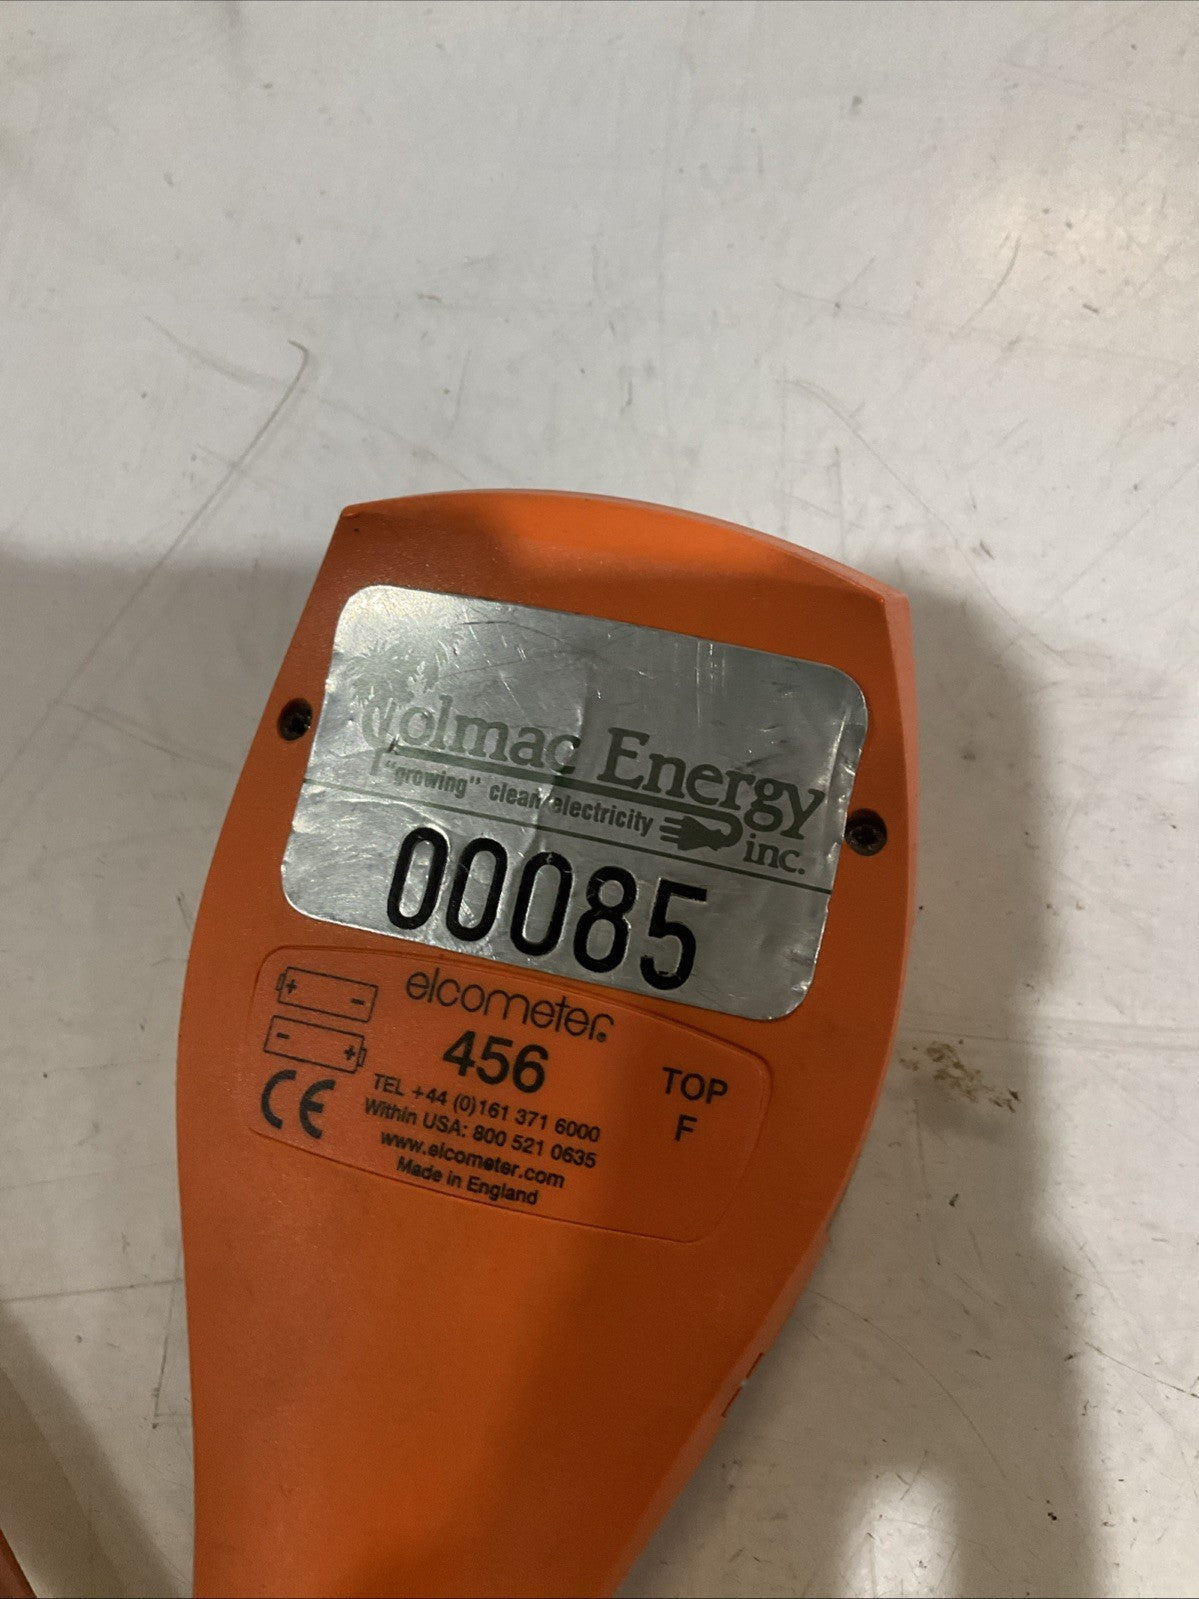 Colmac Energy
"growing" clean electricity
inc.
00085
elcometer
456
TOP
F
CE
TEL +44 (0)161 371 6000
Within USA: 800 521 0635
www.elcometer.com
Made in England